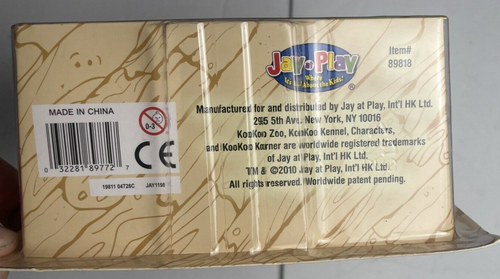 Jay at Play
Where
It's All About the Kids!
®
Item#
89818
MADE IN CHINA
0-3
CE
0 32281 89772 7
19811 04728C JAY1198
Manufactured for and distributed by Jay at Play, Int'l HK Ltd.
295 5th Ave. New York, NY 10016
KooKoo Zoo, KooKoo Kennel, Characters,
and KooKoo Korner are worldwide registered trademarks
of Jay at Play, Int'l HK Ltd.
TM & ©2010 Jay at Play, Int'l HK Ltd.
All rights reserved. Worldwide patent pending.